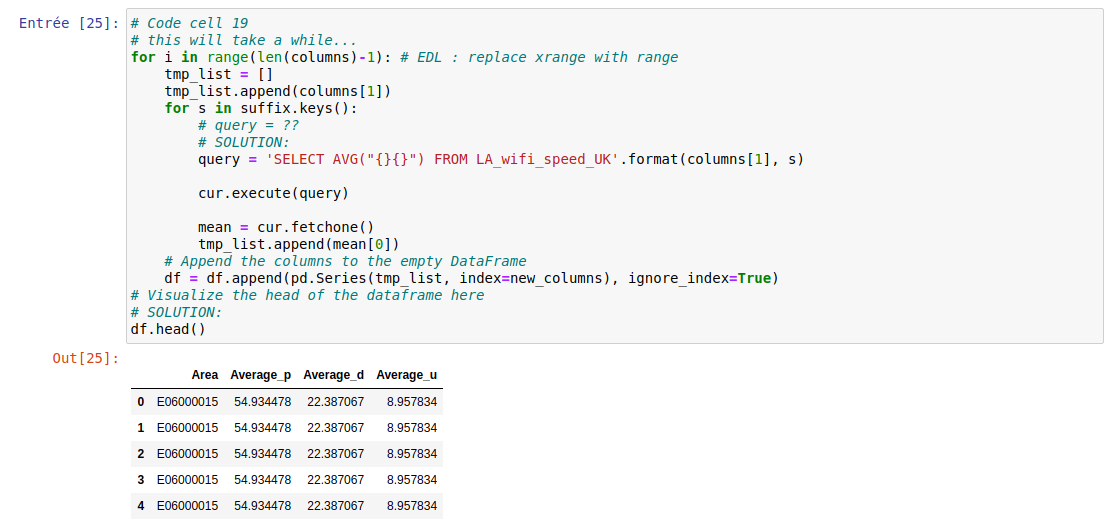 Entrée [25]: # Code cell 19
# this will take a while...
for i in range(len(columns)-1): # EDL : replace xrange with range
    tmp_list = []
    tmp_list.append(columns[1])
    for s in suffix.keys():
        # query = ??
        # SOLUTION:
        query = 'SELECT AVG("{}{}") FROM LA_wifi_speed_UK'.format(columns[1], s)
        cur.execute(query)
        mean = cur.fetchone()
        tmp_list.append(mean[0])
    # Append the columns to the empty DataFrame
    df = df.append(pd.Series(tmp_list, index=new_columns), ignore_index=True)
# Visualize the head of the dataframe here
# SOLUTION:
df.head()
Out[25]:
Area Average_p Average_d Average_u
0 E06000015 54.934478 22.387067 8.957834
1 E06000015 54.934478 22.387067 8.957834
2 E06000015 54.934478 22.387067 8.957834
3 E06000015 54.934478 22.387067 8.957834
4 E06000015 54.934478 22.387067 8.957834